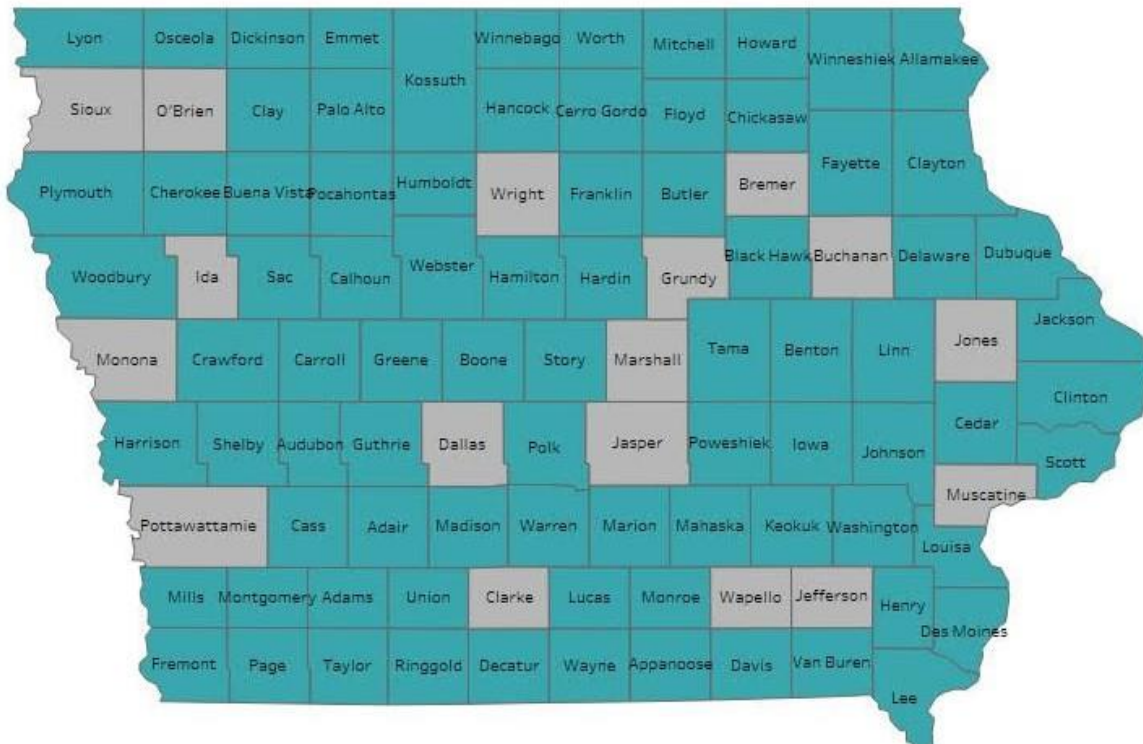 Lyon Osceola Dickinson Emmet Winnebago Worth Mitchell Howard
Kossuth Winneshiek Allamakee
Sioux O'Brien Clay Palo Alto Hancock Cerro Gordo Floyd Chickasaw
Plymouth Cherokee Buena Vista Pocahontas Humboldt Wright Franklin Butler Bremer Fayette Clayton
Woodbury Ida Sac Calhoun Webster Hamilton Hardin Grundy Black Hawk Buchanan Delaware Dubuque
Monona Crawford Carroll Greene Boone Story Marshall Tama Benton Linn Jones Jackson
Harrison Shelby Audubon Guthrie Dallas Polk Jasper Poweshiek Iowa Johnson Cedar Clinton
Scott
Muscatine
Pottawattamie Cass Adair Madison Warren Marion Mahaska Keokuk Washington Louisa
Mills Montgomery Adams Union Clarke Lucas Monroe Wapello Jefferson Henry
Des Moines
Fremont Page Taylor Ringgold Decatur Wayne Appanoose Davis Van Buren Lee